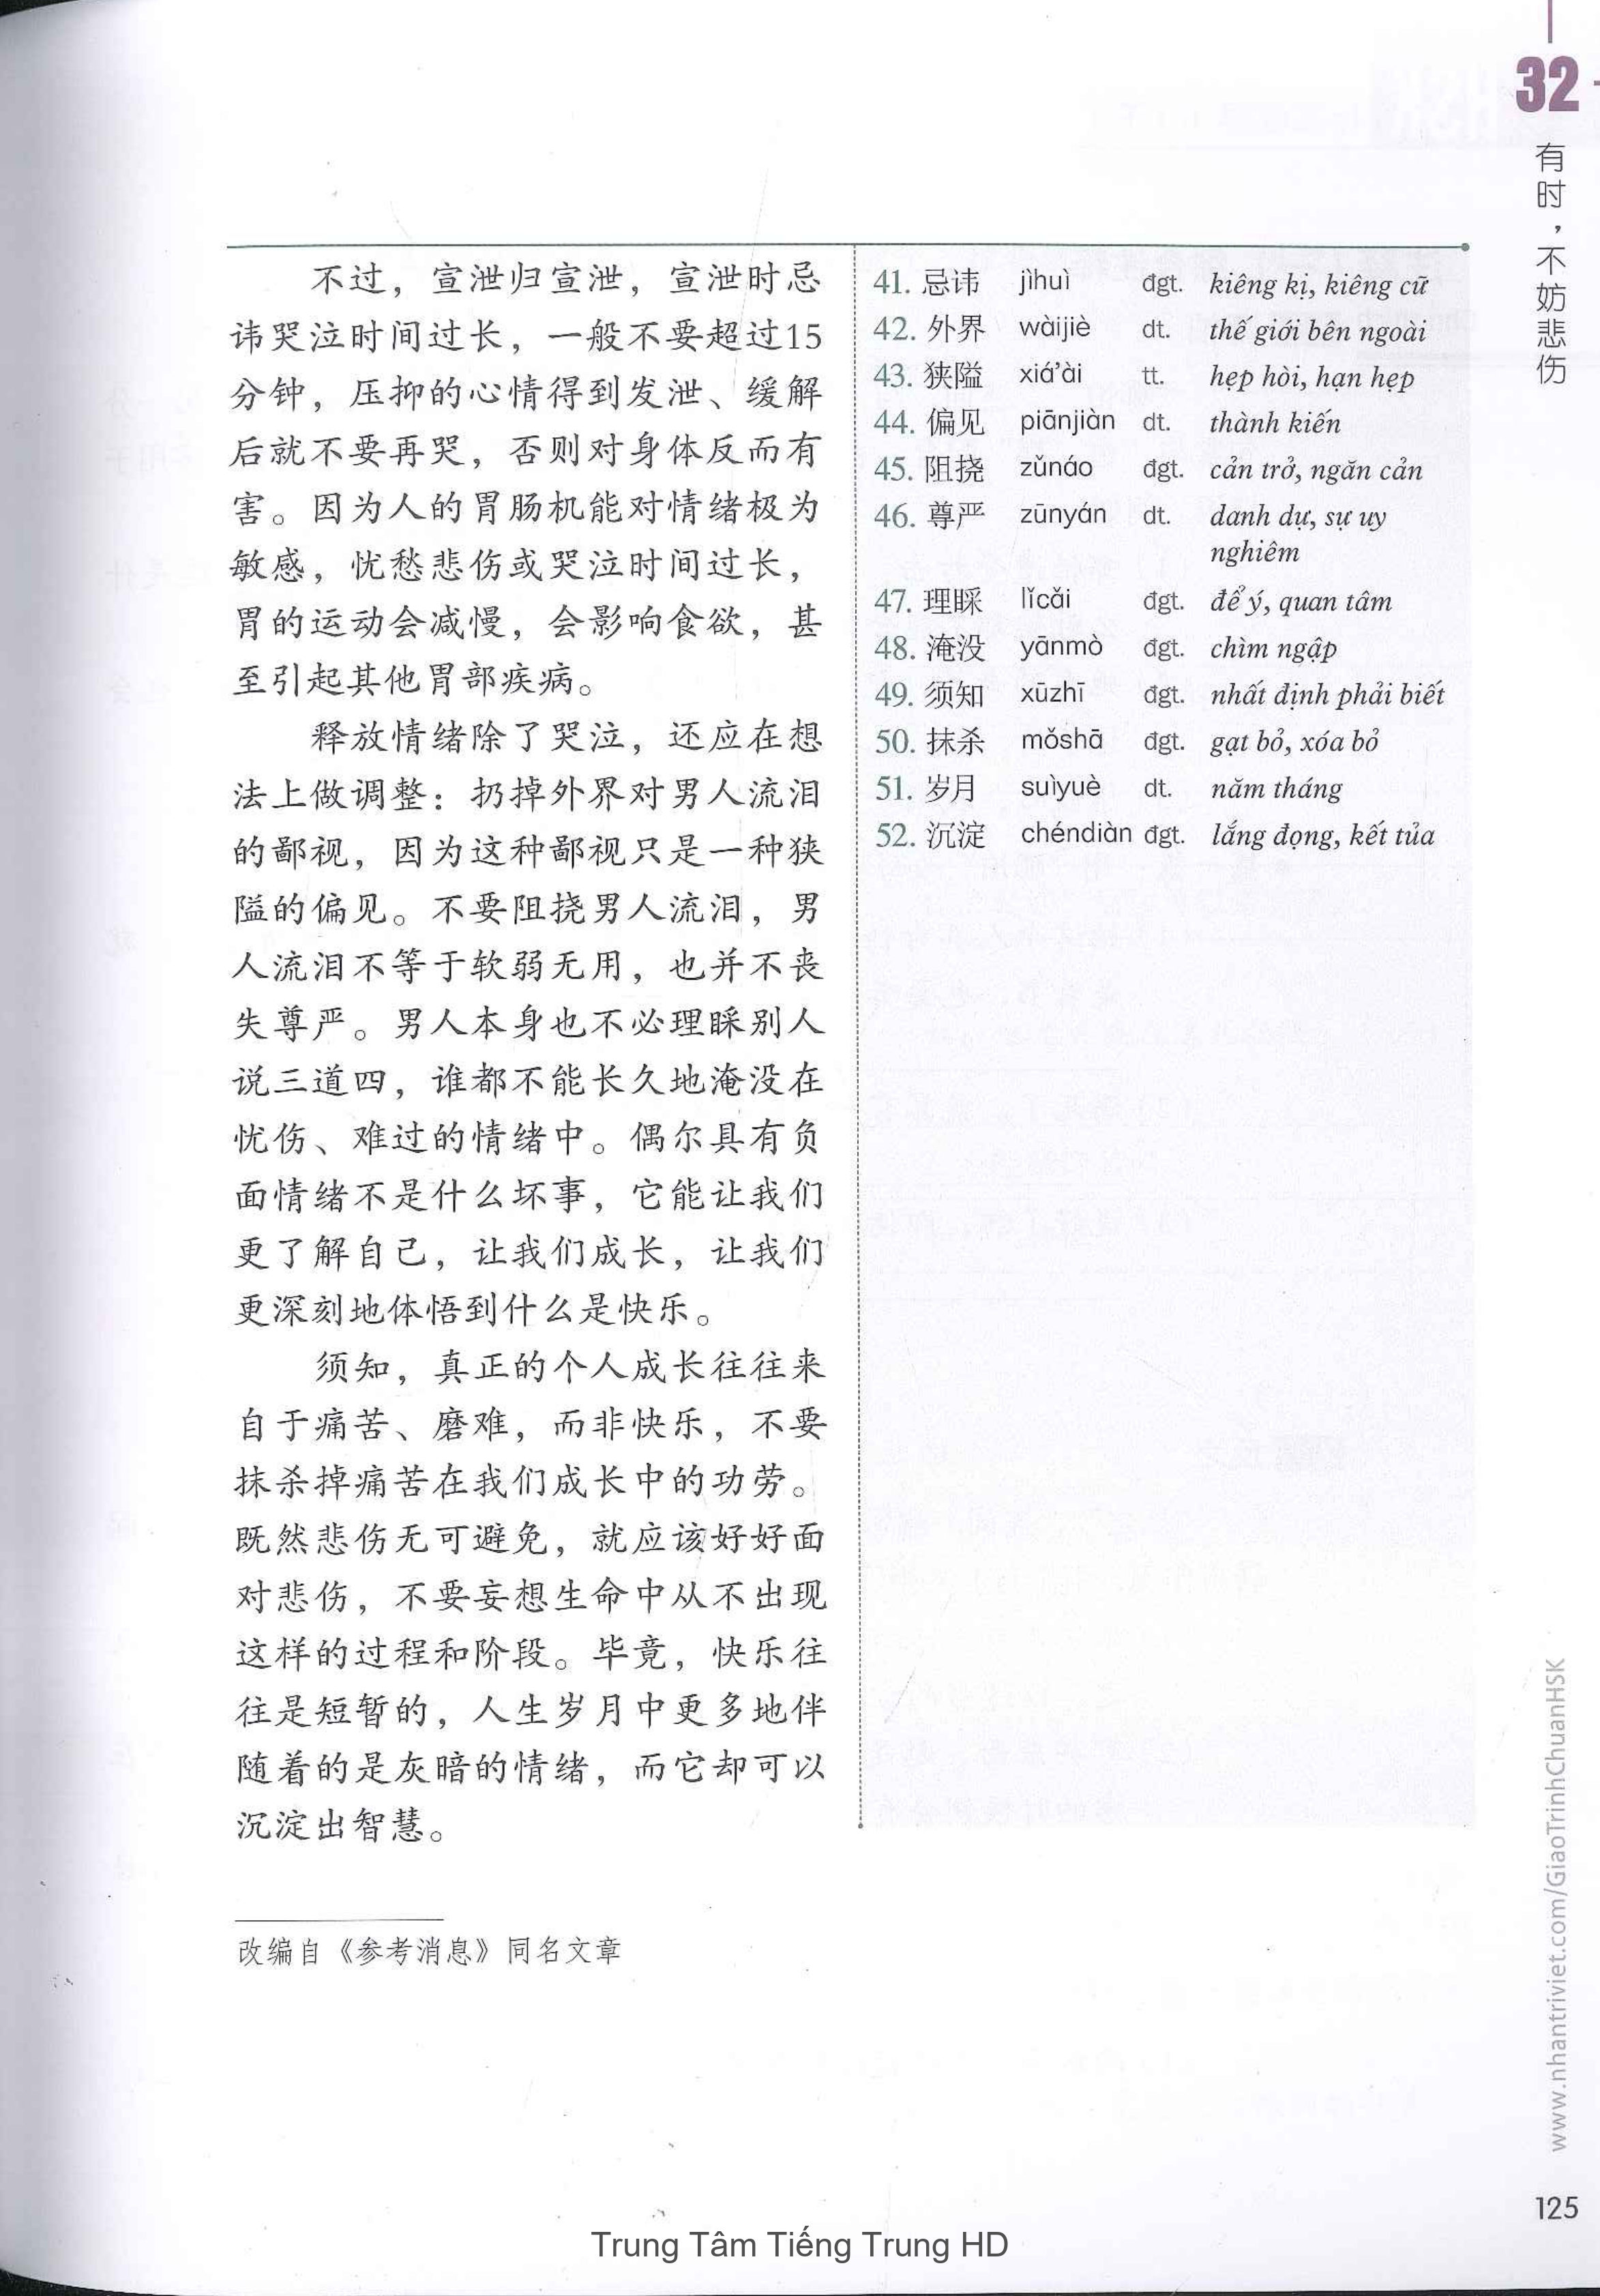 32
有时，不妨悲伤
不过，宣泄归宣泄，宣泄时忌
讳哭泣时间过长，一般不要超过15
分钟，压抑的心情得到发泄、缓解
后就不要再哭，否则对身体反而有
害。因为人的胃肠机能对情绪极为
敏感，忧愁悲伤或哭泣时间过长，
胃的运动会减慢，会影响食欲，甚
至引起其他胃部疾病。
释放情绪除了哭泣，还应在想
法上做调整：扔掉外界对男人流泪
的鄙视，因为这种鄙视只是一种狭
隘的偏见。不要阻挠男人流泪，男
人流泪不等于软弱无用，也并不丧
失尊严。男人本身也不必理睬别人
说三道四，谁都不能长久地淹没在
忧伤、难过的情绪中。偶尔具有负
面情绪不是什么坏事，它能让我们
更了解自己，让我们成长，让我们
更深刻地体悟到什么是快乐。
须知，真正的个人成长往往来
自于痛苦、磨难，而非快乐，不要
抹杀掉痛苦在我们成长中的功劳。
既然悲伤无可避免，就应该好好面
对悲伤，不要妄想生命中从不出现
这样的过程和阶段。毕竟，快乐往
往是短暂的，人生岁月中更多地伴
随着的是灰暗的情绪，而它却可以
沉淀出智慧。
改编自《参考消息》同名文章
41. 忌讳 jìhuì đgt. kiêng kị, kiêng cữ
42. 外界 wàijiè dt. thế giới bên ngoài
43. 狭隘 xiá’ài tt. hẹp hòi, hạn hẹp
44. 偏见 piānjiàn dt. thành kiến
45. 阻挠 zǔnáo đgt. cản trở, ngăn cản
46. 尊严 zūnyán dt. danh dự, sự uy
nghiêm
47. 理睬 lǐcǎi đgt. để ý, quan tâm
48. 淹没 yānmò đgt. chìm ngập
49. 须知 xūzhī đgt. nhất định phải biết
50. 抹杀 mǒshā đgt. gạt bỏ, xóa bỏ
51. 岁月 suìyuè dt. năm tháng
52. 沉淀 chéndiàn đgt. lắng đọng, kết tủa
www.nhantriviet.com/GiaoTrinhChuanHSK
125
Trung Tâm Tiếng Trung HD